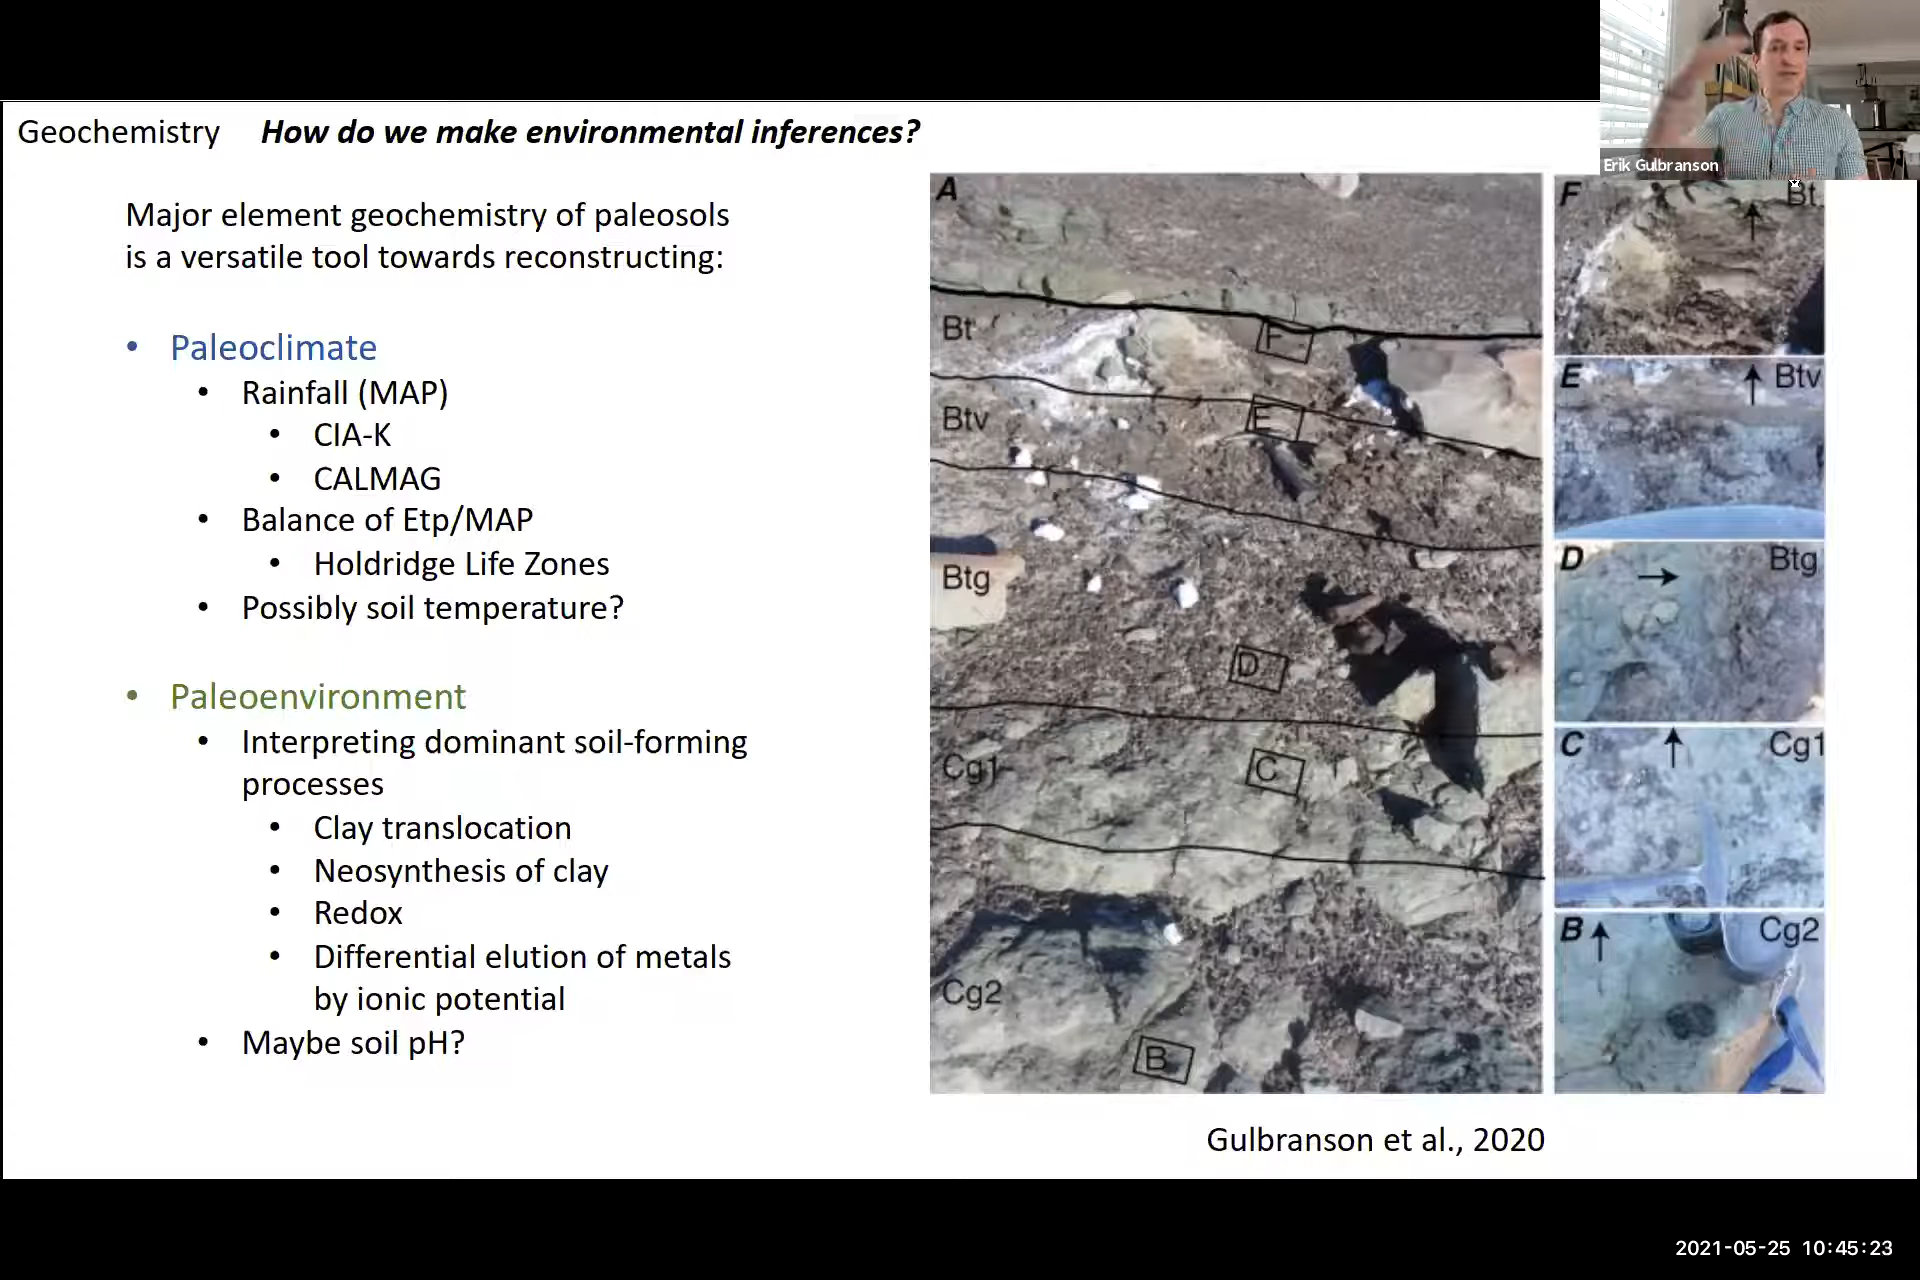 Geochemistry How do we make environmental inferences?
Erik Gulbranson
Major element geochemistry of paleosols
is a versatile tool towards reconstructing:
• Paleoclimate
• Rainfall (MAP)
• CIA-K
• CALMAG
• Balance of Etp/MAP
• Holdridge Life Zones
• Possibly soil temperature?
• Paleoenvironment
• Interpreting dominant soil-forming
processes
• Clay translocation
• Neosynthesis of clay
• Redox
• Differential elution of metals
by ionic potential
• Maybe soil pH?
A
Bt
F
Btv
E
Btg
D
Cg1
C
Cg2
B
F Bt
E Btv
D Btg
C Cg1
B Cg2
Gulbranson et al., 2020
2021-05-25 10:45:23